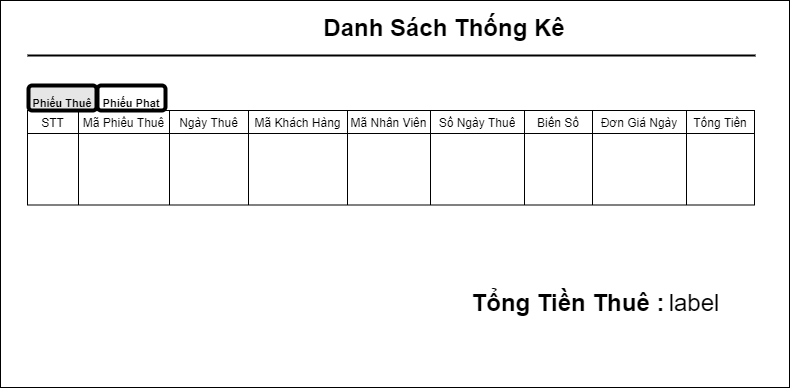 Danh Sách Thống Kê
Phiếu Thuê Phiếu Phạt
STT Mã Phiếu Thuê Ngày Thuê Mã Khách Hàng Mã Nhân Viên Số Ngày Thuê Biển Số Đơn Giá Ngày Tổng Tiền
Tổng Tiền Thuê : label